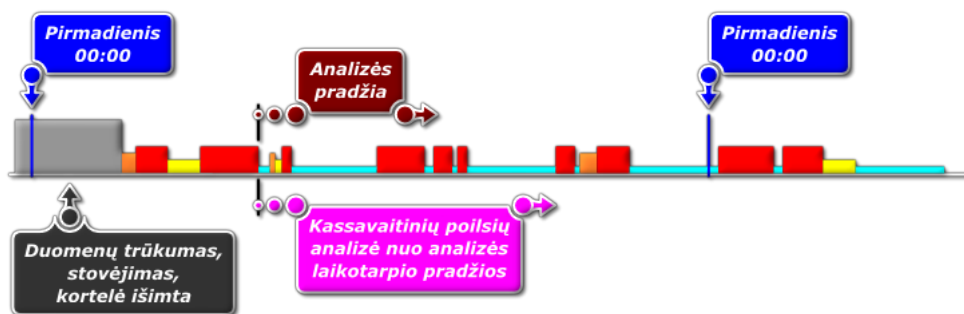 Pirmadienis
00:00
Analizės
pradžia
Pirmadienis
00:00
Duomenų trūkumas,
stovėjimas,
kortelė išimta
Kassavaitinių poilsių
analizė nuo analizės
laikotarpio pradžios